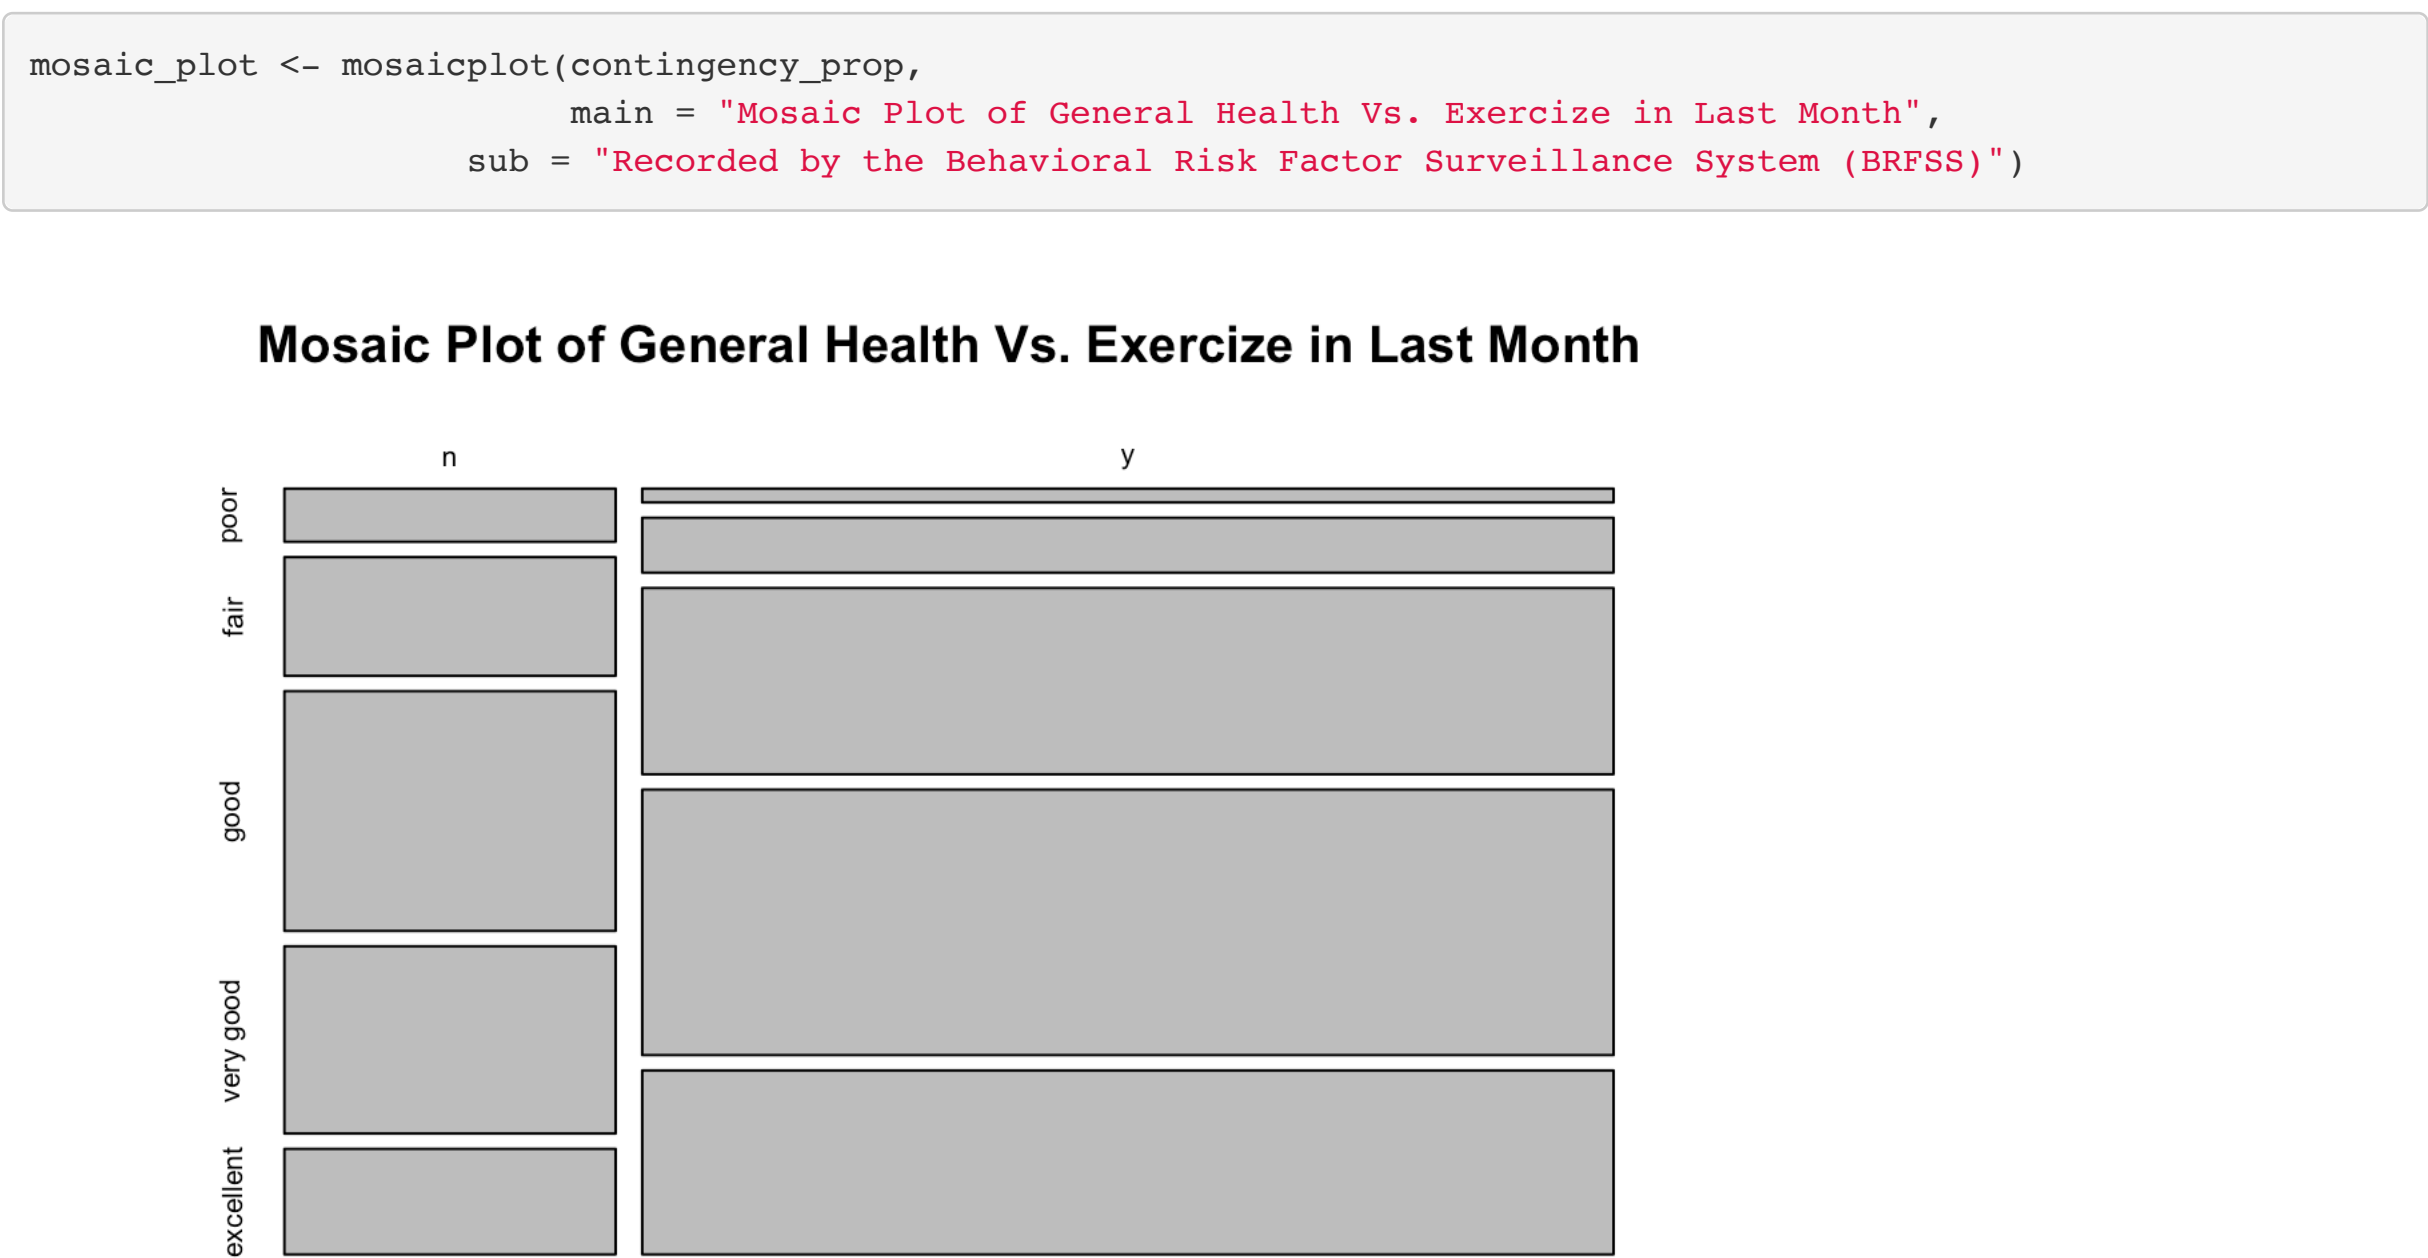 mosaic_plot <- mosaicplot(contingency_prop,
main = "Mosaic Plot of General Health Vs. Exercize in Last Month",
sub = "Recorded by the Behavioral Risk Factor Surveillance System (BRFSS)")
Mosaic Plot of General Health Vs. Exercize in Last Month
n
y
poor
fair
good
very good
excellent